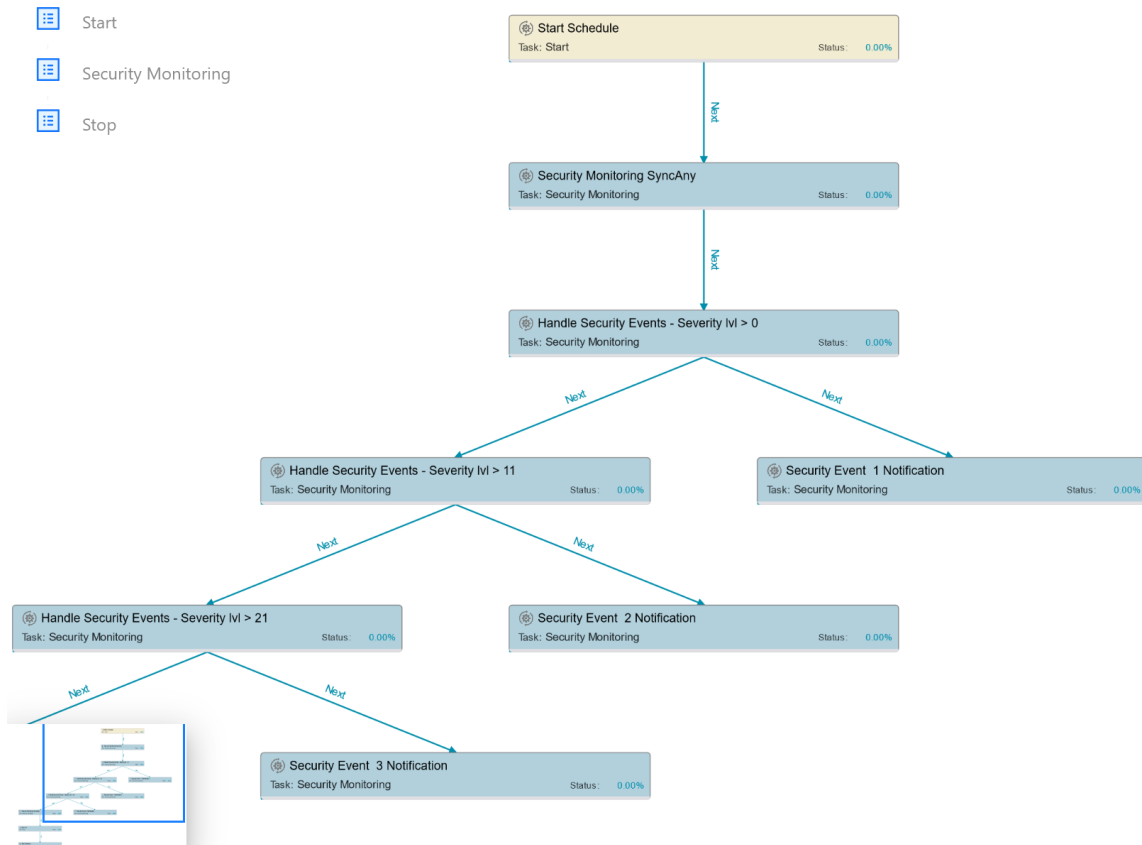 Start
Security Monitoring
Stop
Start Schedule
Task: Start Status: 0.00%
Next
Security Monitoring SyncAny
Task: Security Monitoring Status: 0.00%
Next
Handle Security Events - Severity lvl > 0
Task: Security Monitoring Status: 0.00%
Next Next
Handle Security Events - Severity lvl > 11
Task: Security Monitoring Status: 0.00%
Security Event 1 Notification
Task: Security Monitoring Status: 0.00%
Next Next
Handle Security Events - Severity lvl > 21
Task: Security Monitoring Status: 0.00%
Security Event 2 Notification
Task: Security Monitoring Status: 0.00%
Next Next
Security Event 3 Notification
Task: Security Monitoring Status: 0.00%